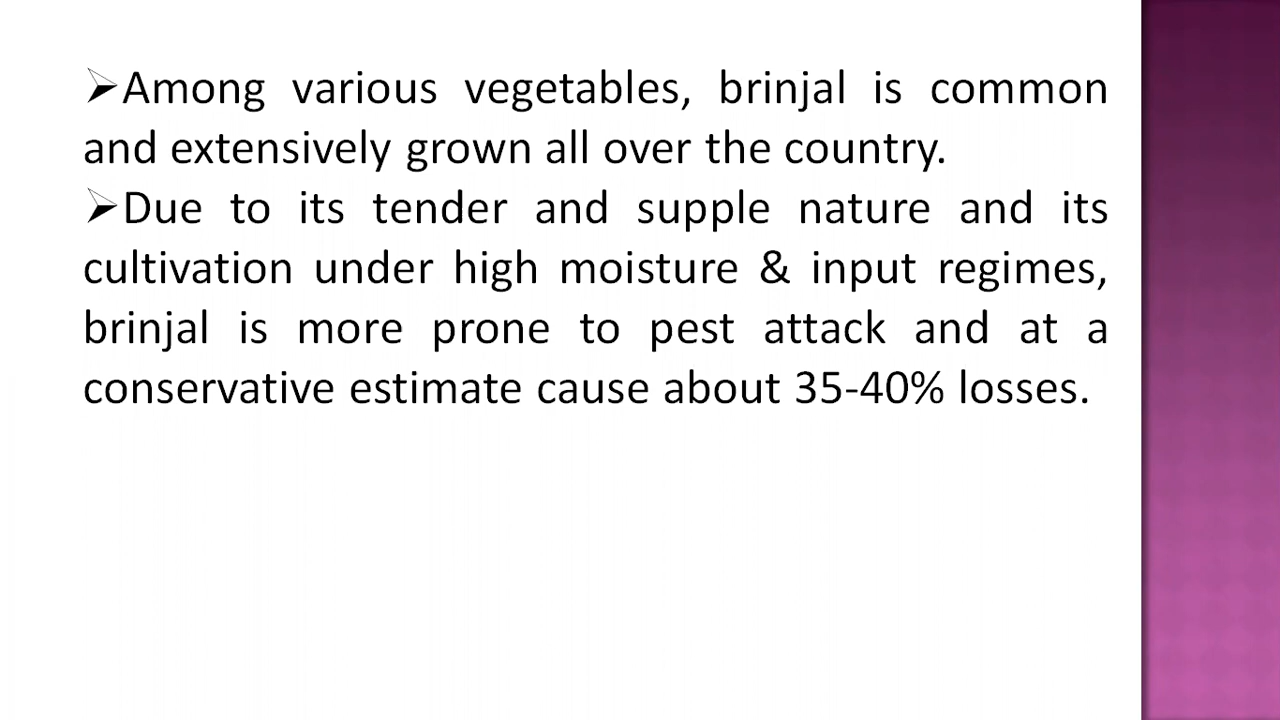 ➢Among various vegetables, brinjal is common
and extensively grown all over the country.
➢Due to its tender and supple nature and its
cultivation under high moisture & input regimes,
brinjal is more prone to pest attack and at a
conservative estimate cause about 35-40% losses.